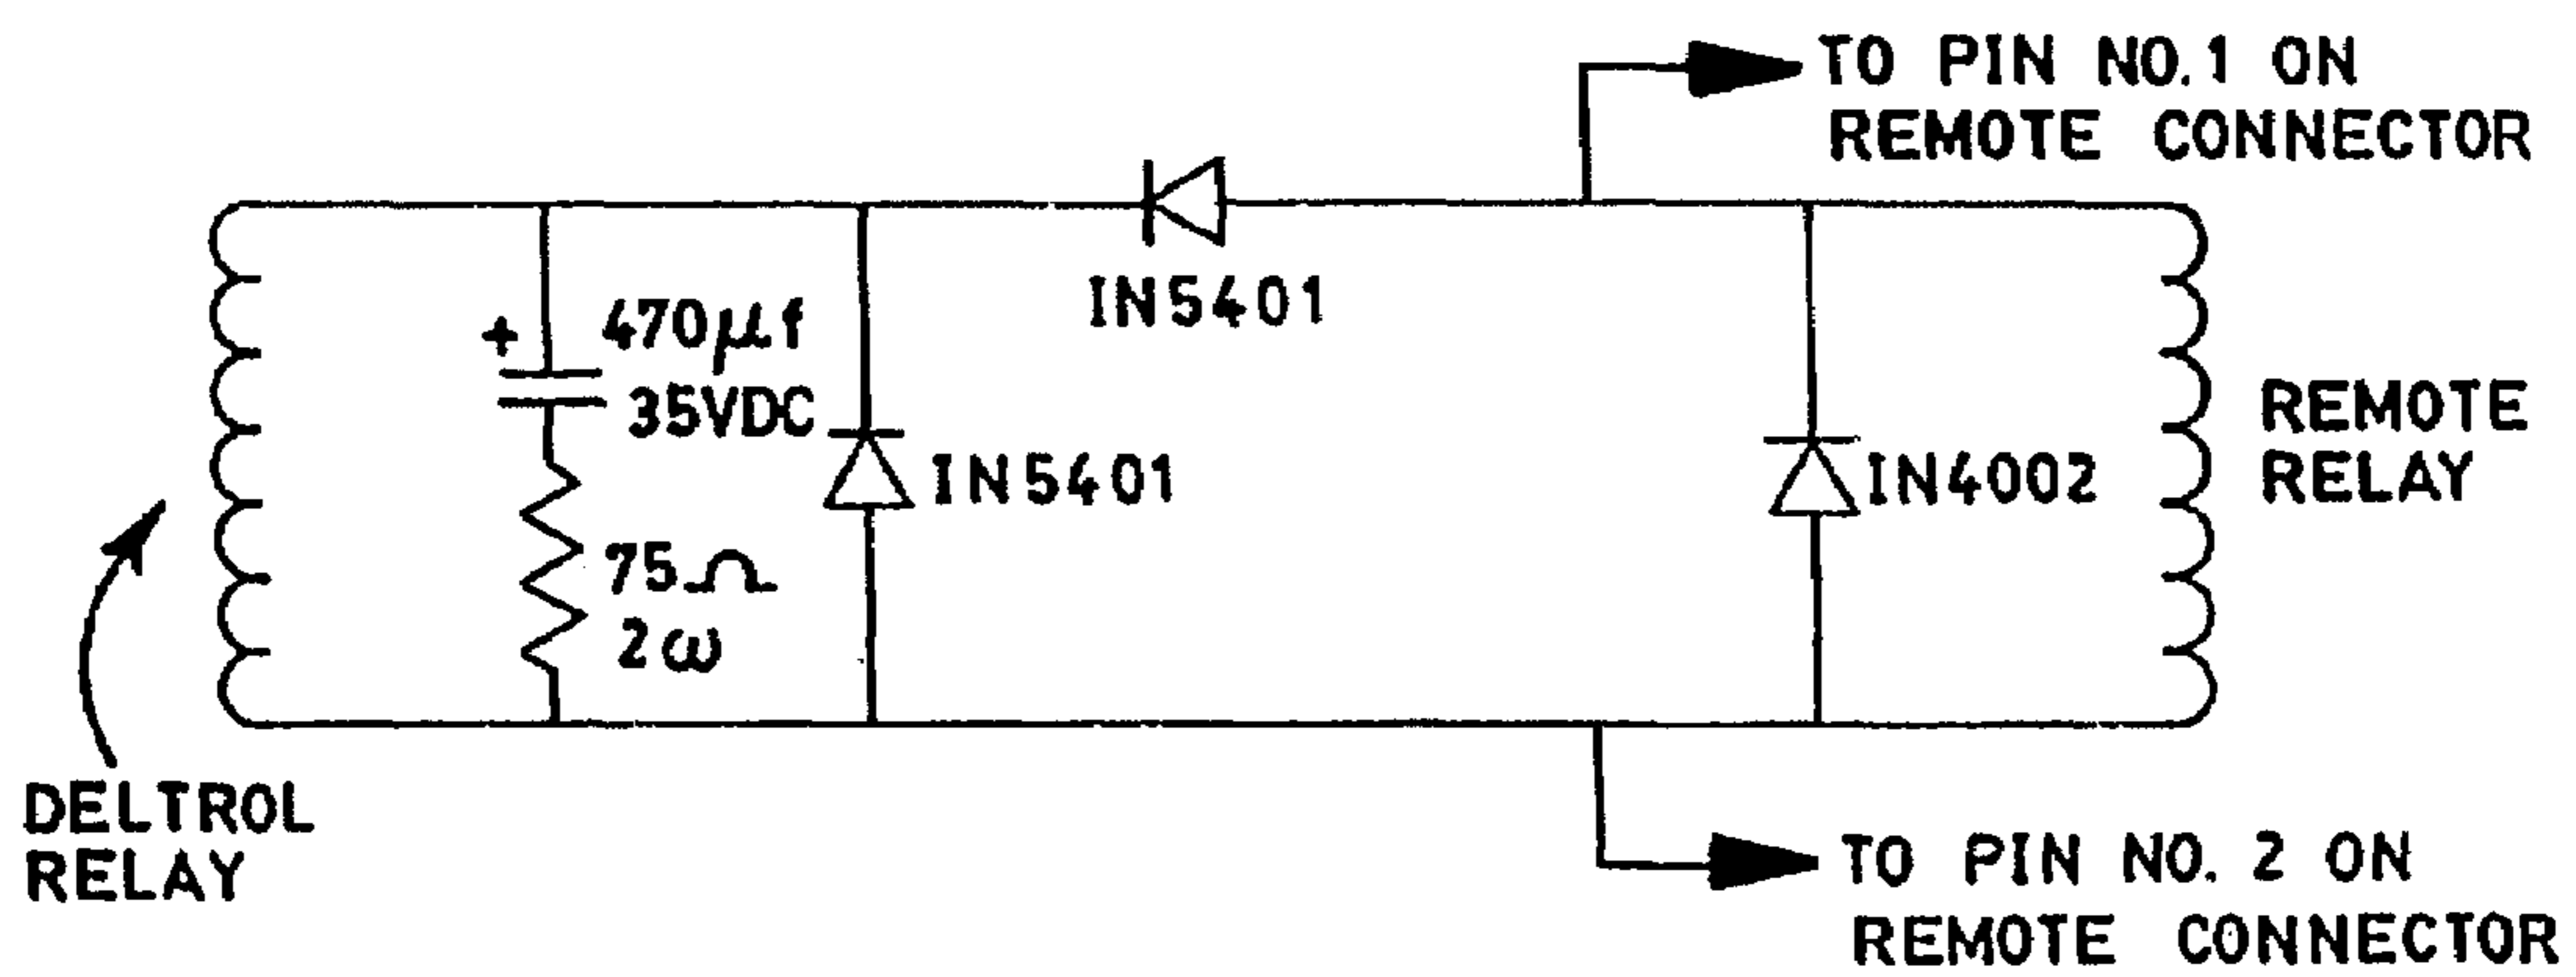 TO PIN NO. 1 ON
REMOTE CONNECTOR
IN5401
+ 470μf
35VDC
IN5401
75Ω
2ω
IN4002
REMOTE
RELAY
DELTROL
RELAY
TO PIN NO. 2 ON
REMOTE CONNECTOR